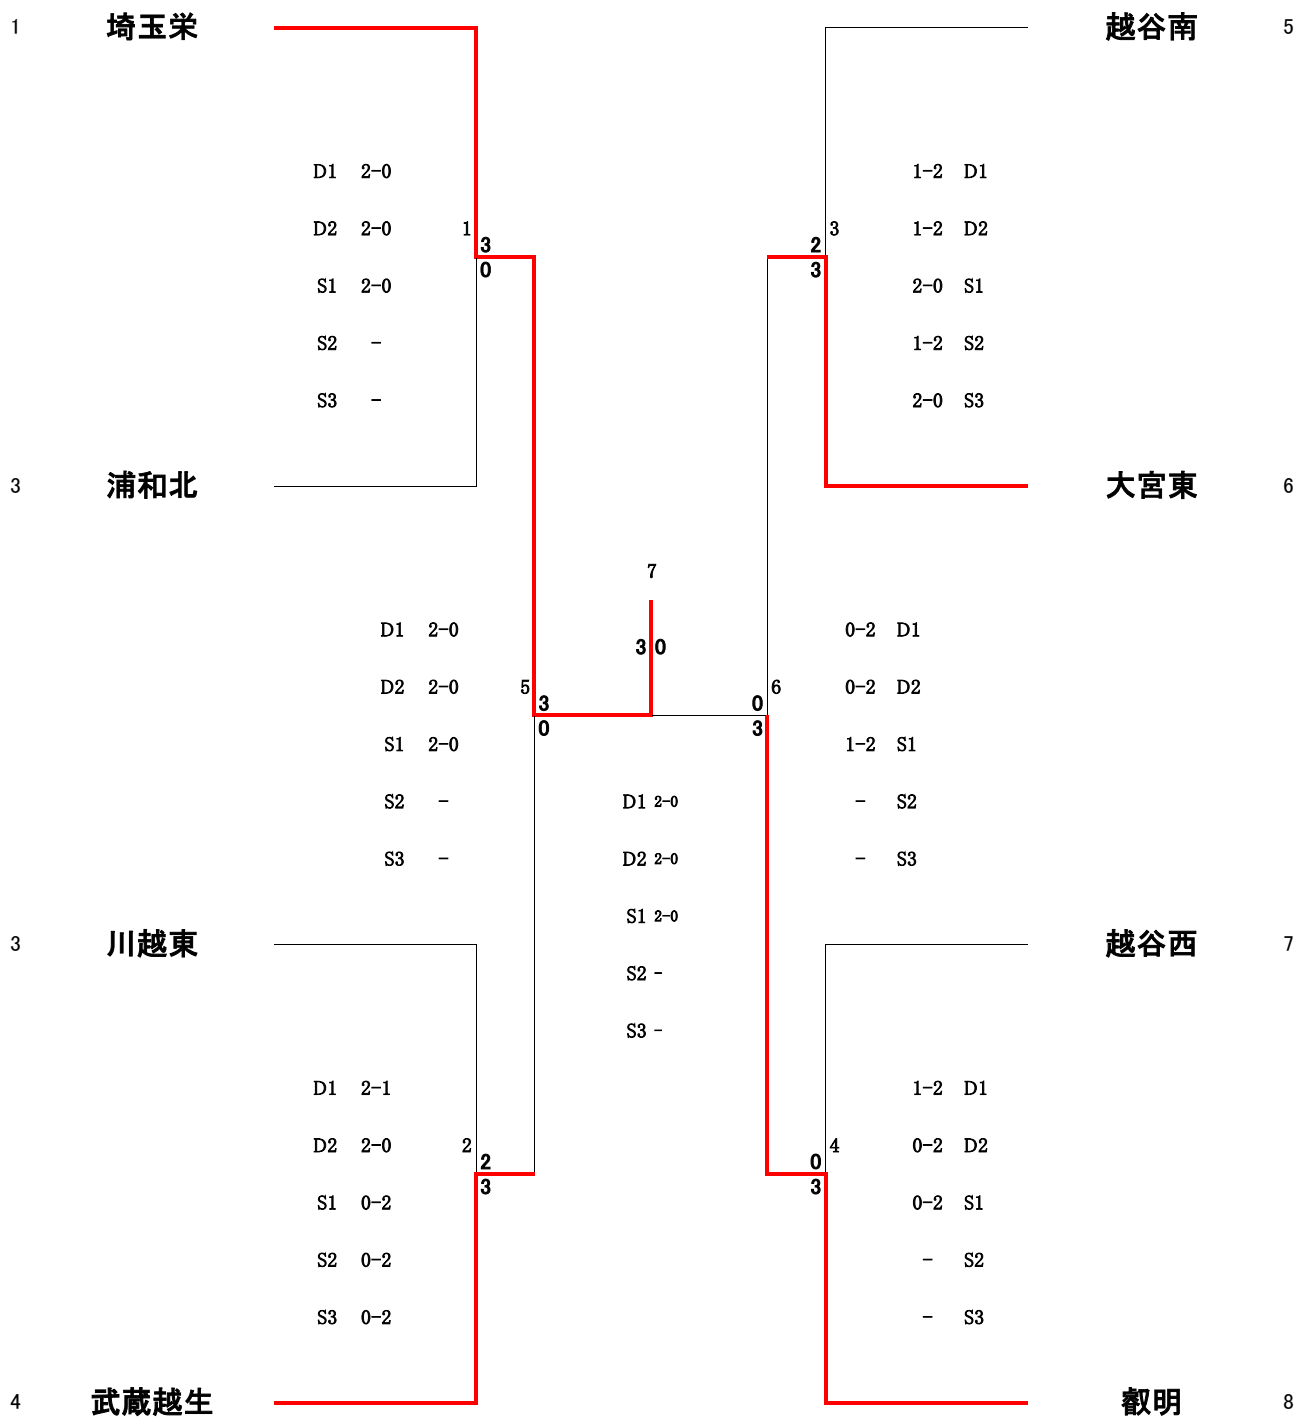 1 埼玉栄 越谷南 5
D1 2-0 1-2 D1
D2 2-0 1 3 1-2 D2
3 2
0 3
S1 2-0 2-0 S1
S2 - 1-2 S2
S3 - 2-0 S3
3 浦和北 大宮東 6
7
D1 2-0 0-2 D1
3 0
D2 2-0 5 6 0-2 D2
3 0
0 3
S1 2-0 1-2 S1
S2 - D1 2-0 - S2
S3 - D2 2-0 - S3
S1 2-0
3 川越東 越谷西 7
S2 -
S3 -
D1 2-1 1-2 D1
D2 2-0 2 4 0-2 D2
2 0
3 3
S1 0-2 0-2 S1
S2 0-2 - S2
S3 0-2 - S3
4 武蔵越生 叡明 8